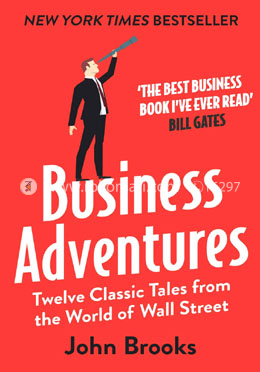 NEW YORK TIMES BESTSELLER
'THE BEST BUSINESS
BOOK I'VE EVER READ'
BILL GATES
Business
Adventures
Twelve Classic Tales from
the World of Wall Street
John Brooks